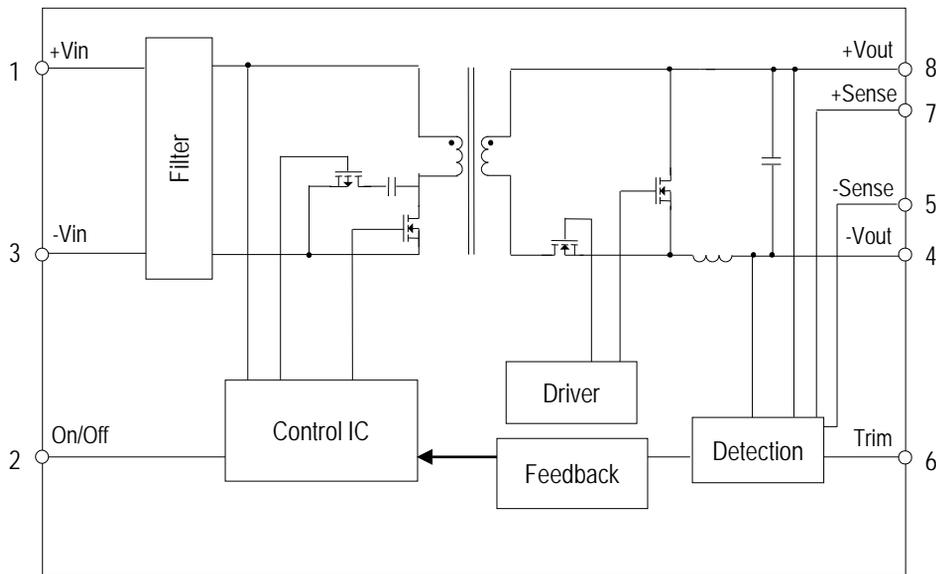 1
+Vin
Filter
+Vout
8
+Sense
7
-Sense
5
3
-Vin
-Vout
4
Driver
2
On/Off
Control IC
Feedback
Detection
Trim
6